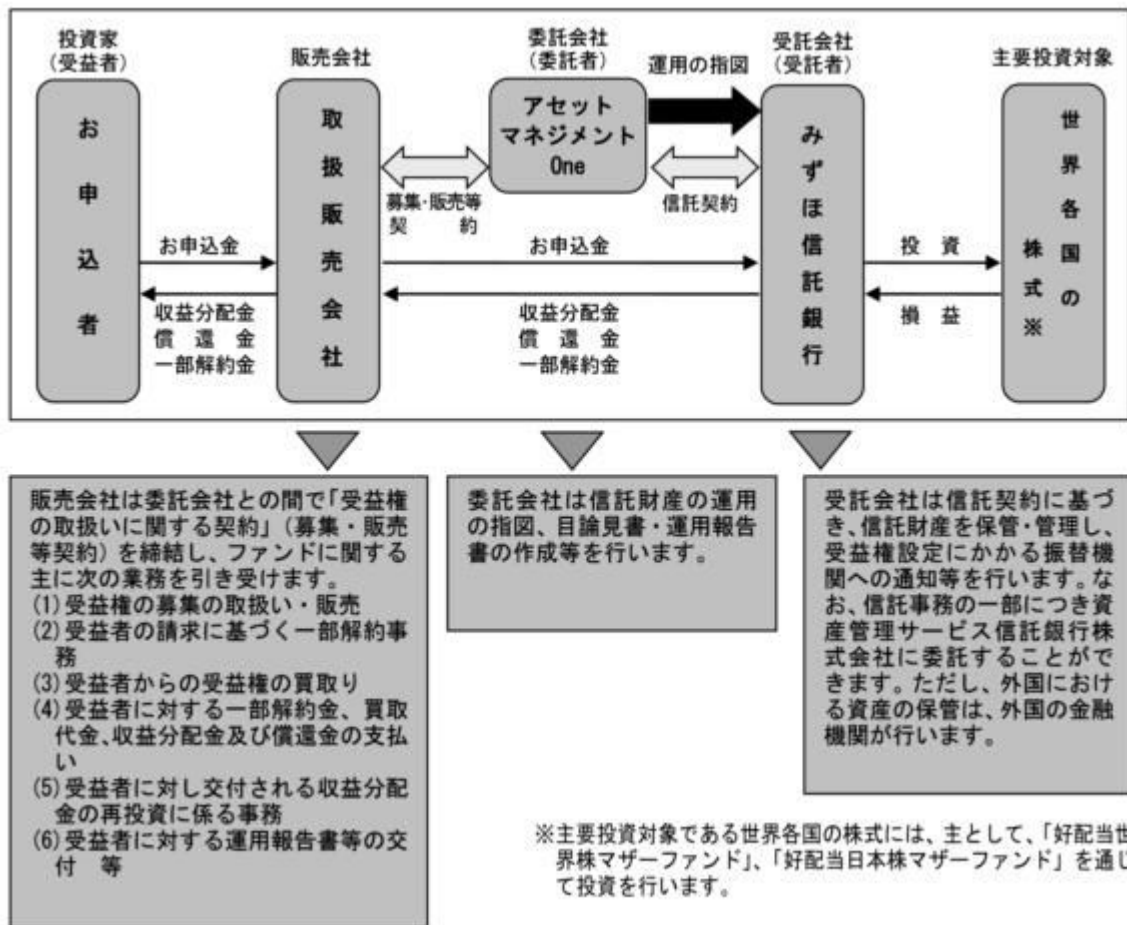 投資家
(受益者)
お申込者
販売会社
取扱販売会社
委託会社
(委託者)
アセット
マネジメント
One
運用の指図
受託会社
(受託者)
みずほ信託銀行
主要投資対象
世界各国の
株式※
募集・販売等
契 約
信託契約
お申込金
収益分配金
償 還 金
一部解約金
お申込金
収益分配金
償 還 金
一部解約金
投 資
損 益
販売会社は委託会社との間で「受益権
の取扱いに関する契約」(募集・販売
等契約)を締結し、ファンドに関する
主に次の業務を引き受けます。
(1)受益権の募集の取扱い・販売
(2)受益者の請求に基づく一部解約事
務
(3)受益者からの受益権の買取り
(4)受益者に対する一部解約金、買取
代金、収益分配金及び償還金の支払
い
(5)受益者に対し交付される収益分配
金の再投資に係る事務
(6)受益者に対する運用報告書等の交
付 等
委託会社は信託財産の運用
の指図、目論見書・運用報告
書の作成等を行います。
受託会社は信託契約に基づ
き、信託財産を保管・管理し、
受益権設定にかかる振替機
関への通知等を行います。な
お、信託事務の一部につき資
産管理サービス信託銀行株
式会社に委託することがで
きます。ただし、外国におけ
る資産の保管は、外国の金融
機関が行います。
※主要投資対象である世界各国の株式には、主として、「好配当世
界株マザーファンド」、「好配当日本株マザーファンド」を通じ
て投資を行います。